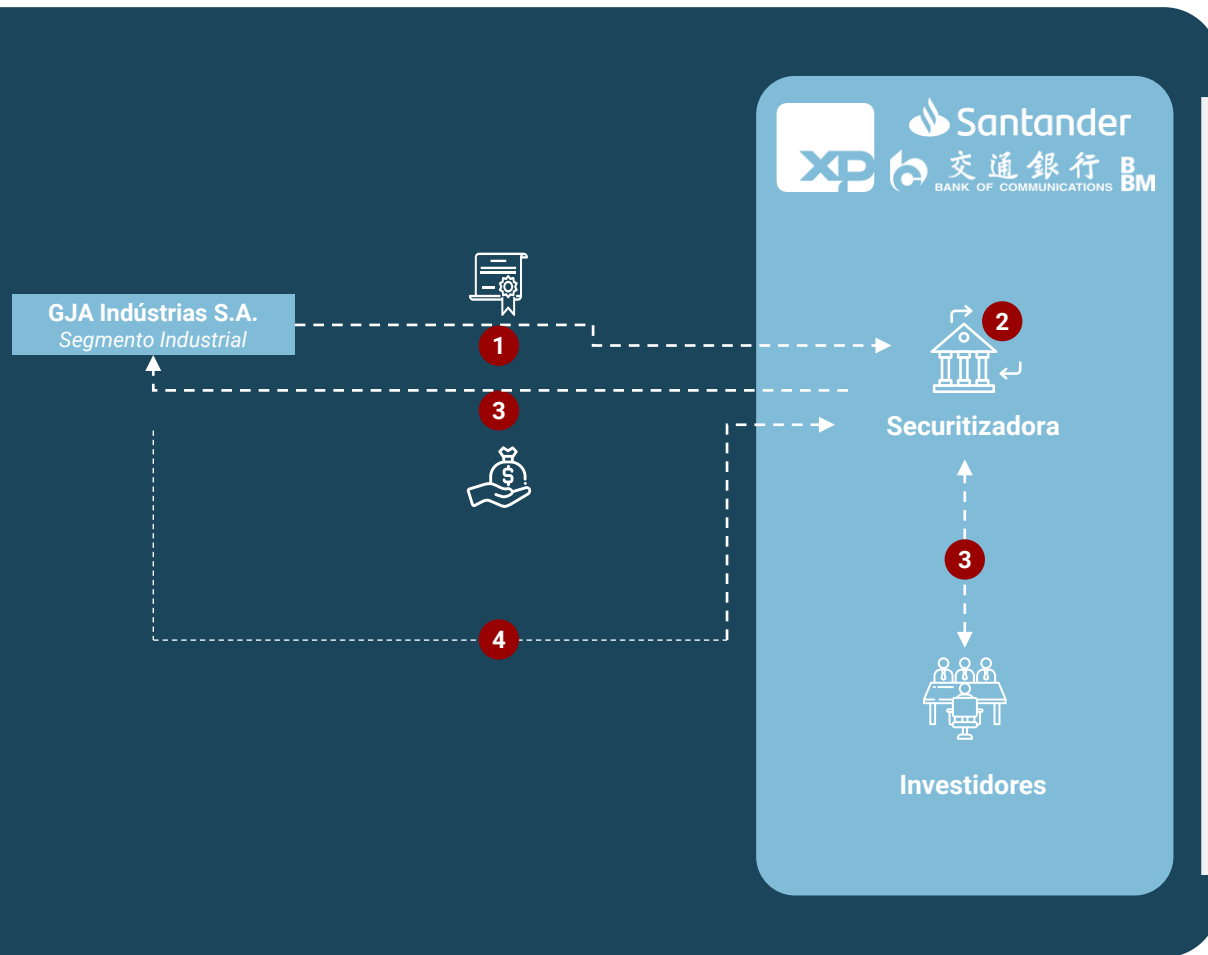 Santander
XP
交通銀行
BANK OF COMMUNICATIONS
B
BM
GJA Indústrias S.A.
Segmento Industrial
1
2
3
$
Securitizadora
3
4
Investidores